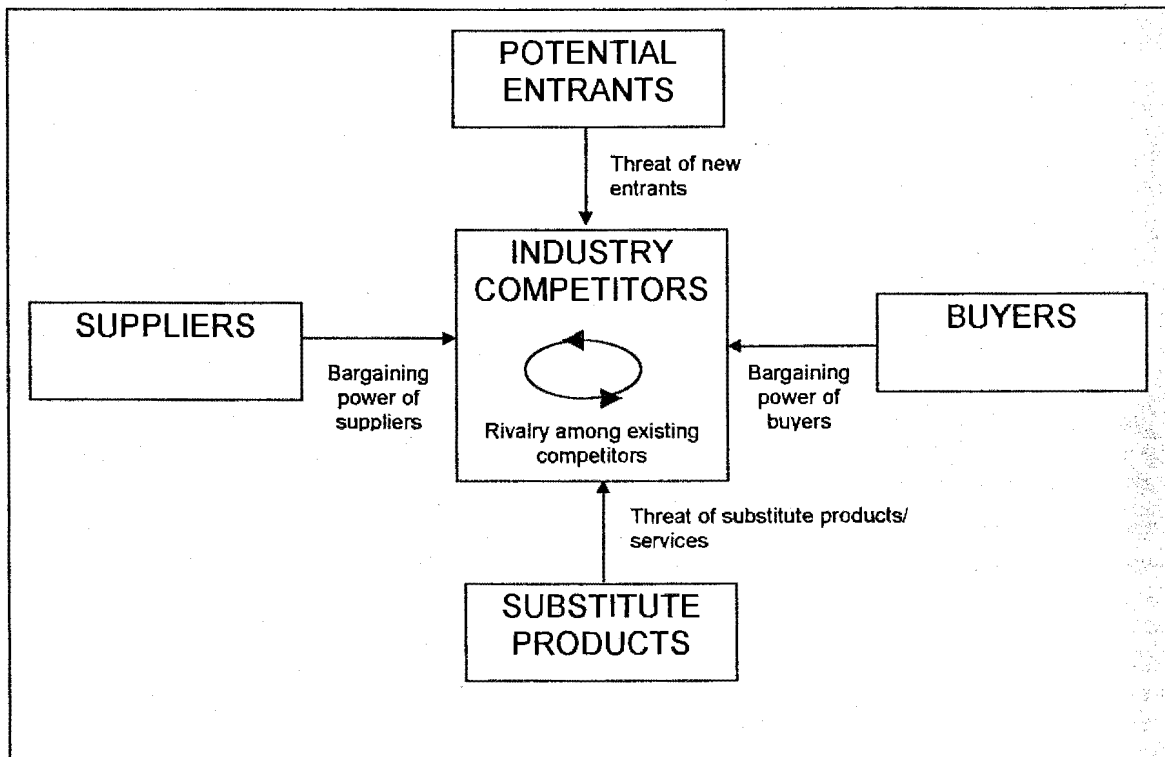 POTENTIAL
ENTRANTS
Threat of new
entrants
INDUSTRY
COMPETITORS
SUPPLIERS
BUYERS
Bargaining
power of
suppliers
Bargaining
power of
buyers
Rivalry among existing
competitors
Threat of substitute products/
services
SUBSTITUTE
PRODUCTS